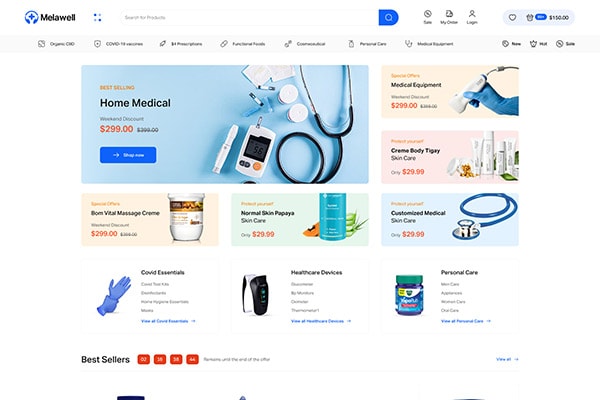 Melawell
Search for Products
Sale
My Order
Login
$150.00
Organic CBD
COVID-19 vaccines
$4 Prescriptions
Functional Foods
Cosmeceutical
Personal Care
Medical Equipment
New
Hot
Sale
BEST SELLING
Home Medical
Weekend Discount
$299.00 $399.00
Shop now
Special Offers
Medical Equipment
Weekend Discount
$299.00 $399.00
Protect yourself
Creme Body Tigay
Skin Care
Only $29.99
Special Offers
Bom Vital Massage Creme
Weekend Discount
$299.00 $399.00
Protect yourself
Normal Skin Papaya
Skin Care
Only $29.99
Protect yourself
Customized Medical
Skin Care
Only $29.99
Covid Essentials
Covid Test Kits
Disinfectants
Home Hygiene Essentials
Masks
View all Covid Essentials
Healthcare Devices
Glucometer
Bp Monitors
Oximeter
Thermometer1
View all Healthcare Devices
VICKS
VapoRub
Personal Care
Skin Care
Appliances
Women Care
Oral Care
View all Personal Care
Best Sellers
02 : 16 : 38 : 44
Remains until the end of the offer
View all